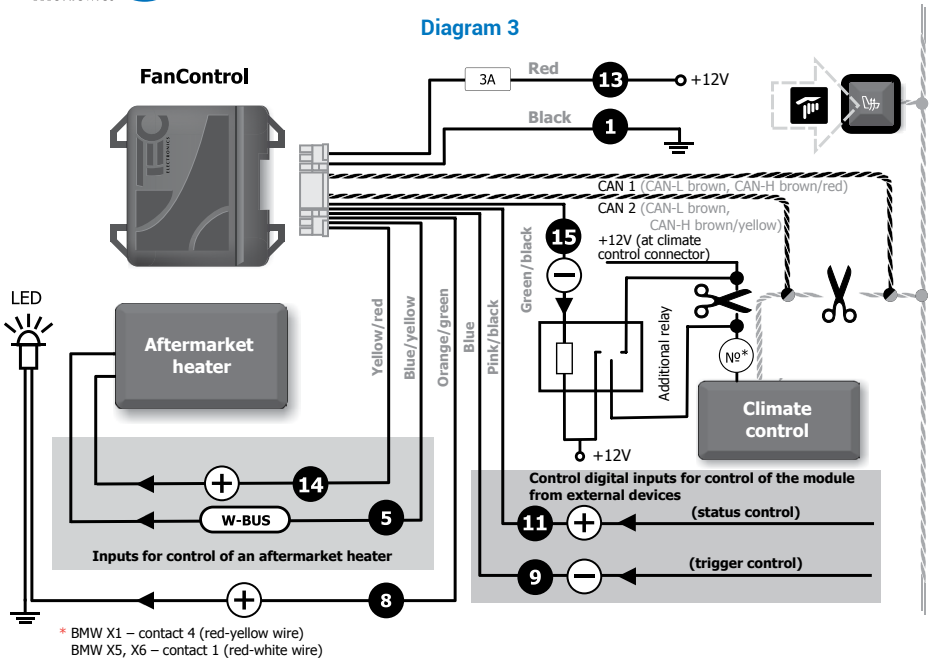 Diagram 3
FanControl
TEC
ELECTRONICS
3A
Red
13
+12V
Black
1
CAN 1 (CAN-L brown, CAN-H brown/red)
CAN 2 (CAN-L brown,
CAN-H brown/yellow)
15
+12V (at climate
control connector)
Green/black
LED
Aftermarket
heater
Yellow/red
Blue/yellow
Orange/green
Blue
Pink/black
Additional relay
Nº*
Climate
control
+12V
14
W-BUS
5
Inputs for control of an aftermarket heater
Control digital inputs for control of the module
from external devices
11
(status control)
9
(trigger control)
8
* BMW X1 – contact 4 (red-yellow wire)
BMW X5, X6 – contact 1 (red-white wire)